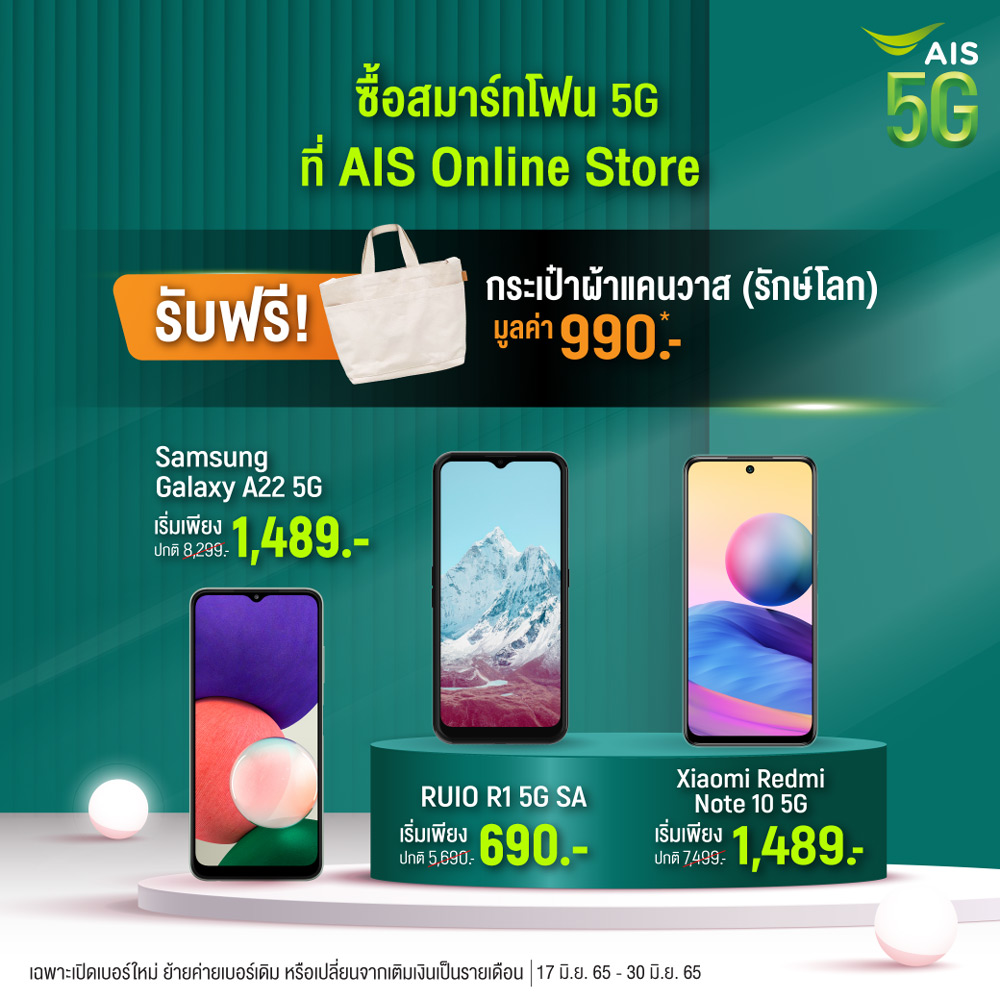 AIS
5G
ซื้อสมาร์ทโฟน 5G
ที่ AIS Online Store
รับฟรี!
กระเป๋าผ้าแคนวาส (รักษ์โลก)
มูลค่า 990.-*
Samsung
Galaxy A22 5G
เริ่มเพียง 1,489.-
ปกติ 8,299.-
RUIO R1 5G SA
เริ่มเพียง 690.-
ปกติ 5,690.-
Xiaomi Redmi
Note 10 5G
เริ่มเพียง 1,489.-
ปกติ 7,499.-
เฉพาะเปิดเบอร์ใหม่ ย้ายค่ายเบอร์เดิม หรือเปลี่ยนจากเติมเงินเป็นรายเดือน | 17 มิ.ย. 65 - 30 มิ.ย. 65